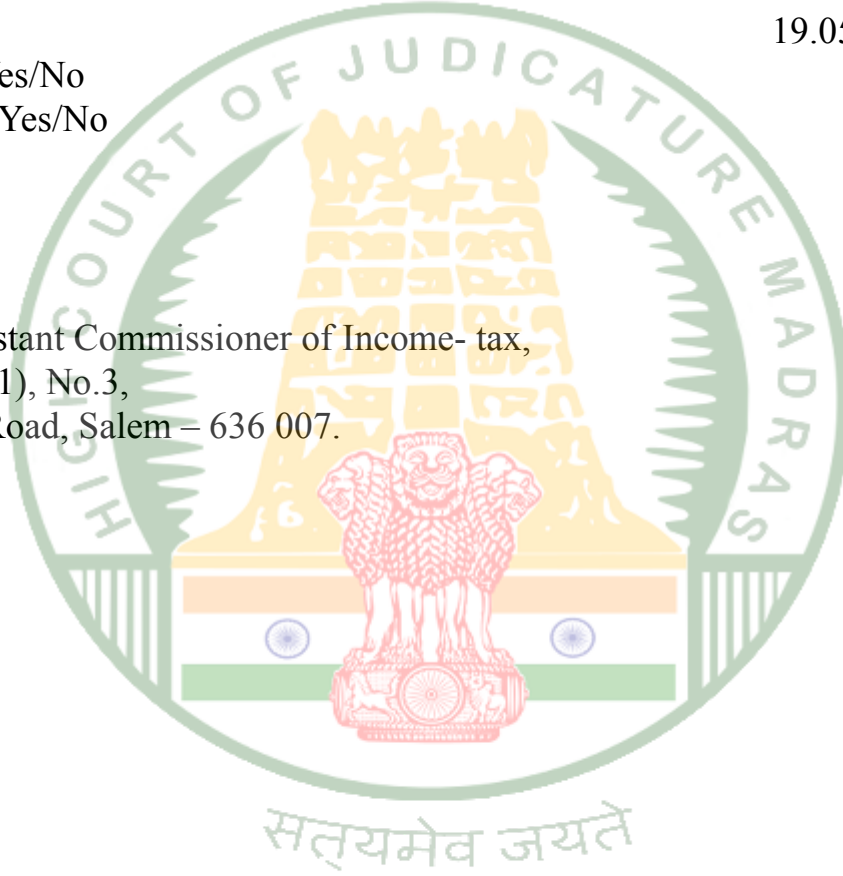 19.05
es/No
Yes/No
HIGH COURT OF JUDICATURE MADRAS
stant Commissioner of Income- tax,
1), No.3,
Road, Salem – 636 007.
सत्यमेव जयते